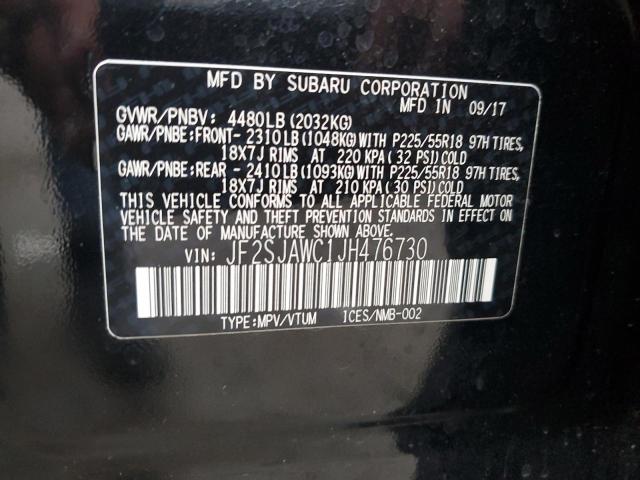 MFD BY SUBARU CORPORATION
MFD IN 09/17
GVWR/PNBV: 4480LB(2032KG)
GAWR/PNBE:FRONT-2310LB(1048KG)WITH P225/55R18 97H TIRES,
18X7J RIMS AT 220 KPA(32 PSI)COLD
GAWR/PNBE:REAR -2410LB(1093KG)WITH P225/55R18 97H TIRES,
18X7J RIMS AT 210 KPA(30 PSI)COLD
THIS VEHICLE CONFORMS TO ALL APPLICABLE FEDERAL MOTOR
VEHICLE SAFETY AND THEFT PREVENTION STANDARDS IN EFFECT ON
THE DATE OF MANUFACTURE SHOWN ABOVE.
VIN: JF2SJAWC1JH476730
TYPE:MPV/VTUM 1CES/NMB-002